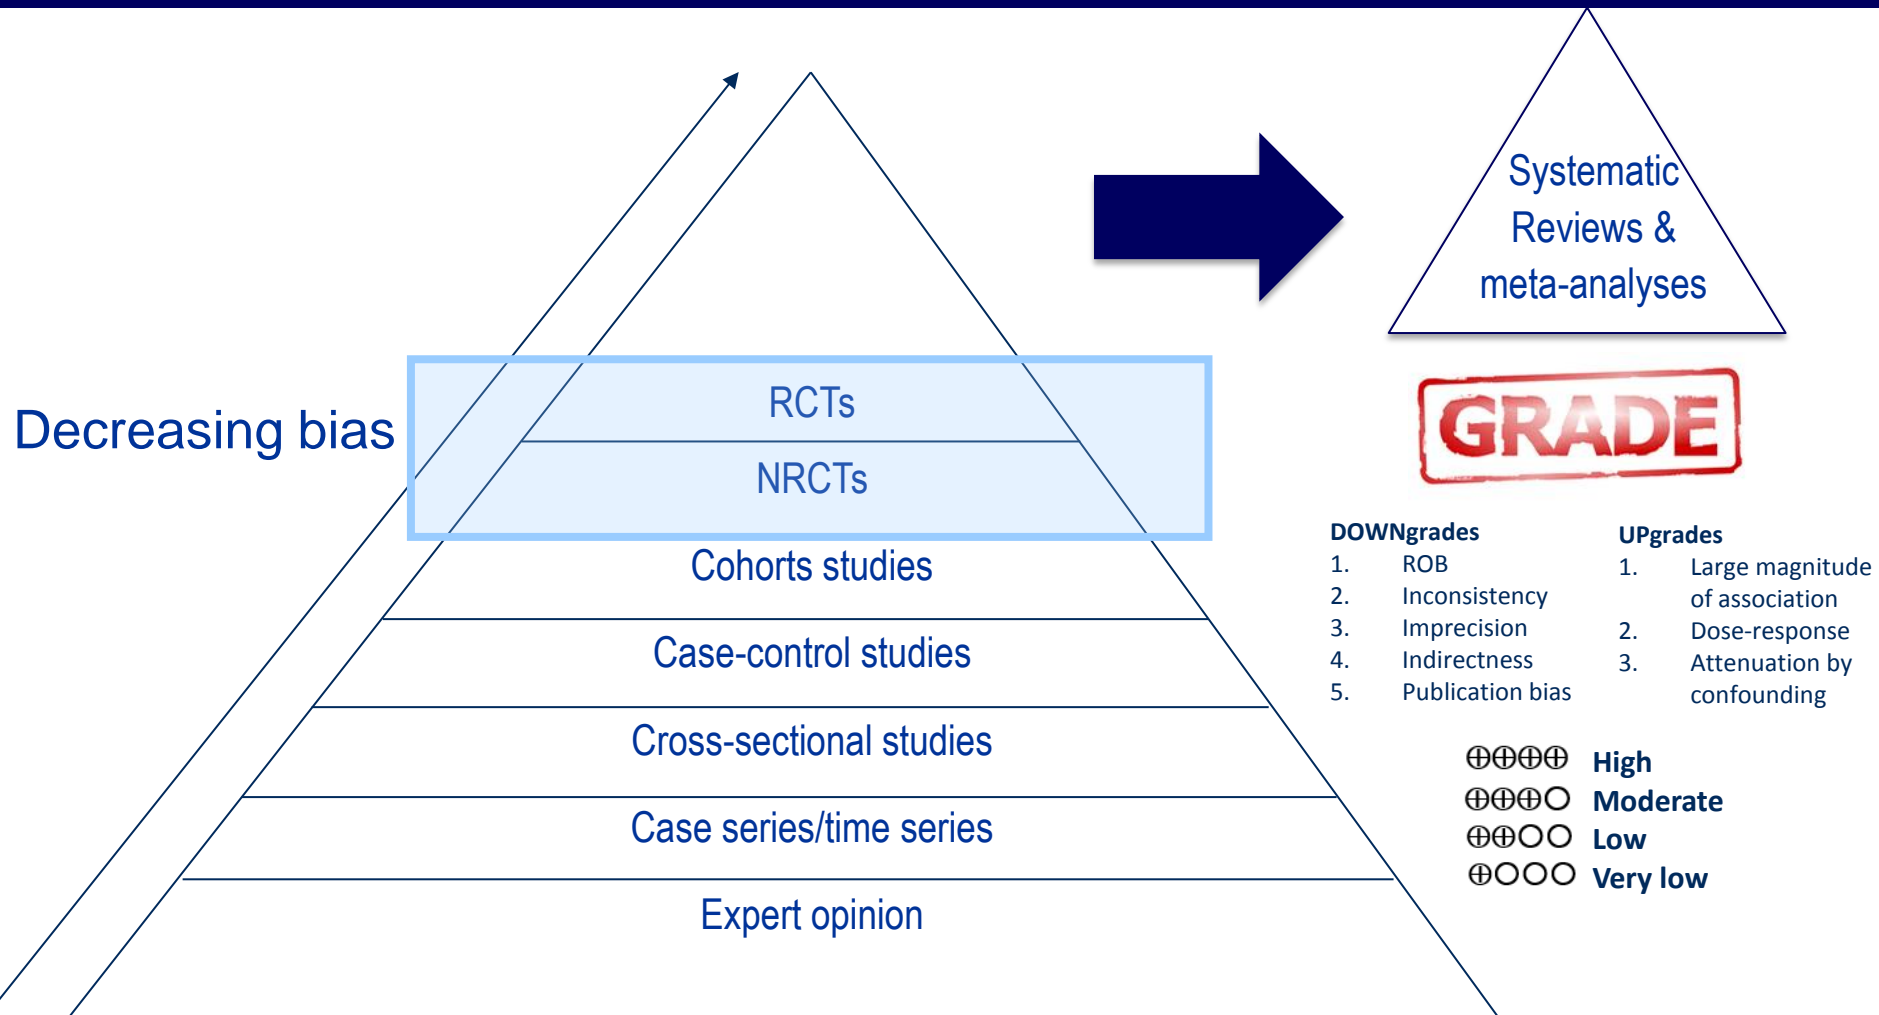 Systematic
Reviews &
meta-analyses
Decreasing bias
RCTs
NRCTs
Cohorts studies
Case-control studies
Cross-sectional studies
Case series/time series
Expert opinion
GRADE
DOWNgrades
1. ROB
2. Inconsistency
3. Imprecision
4. Indirectness
5. Publication bias
UPgrades
1. Large magnitude
of association
2. Dose-response
3. Attenuation by
confounding
⊕⊕⊕⊕ High
⊕⊕⊕○ Moderate
⊕⊕○○ Low
⊕○○○ Very low